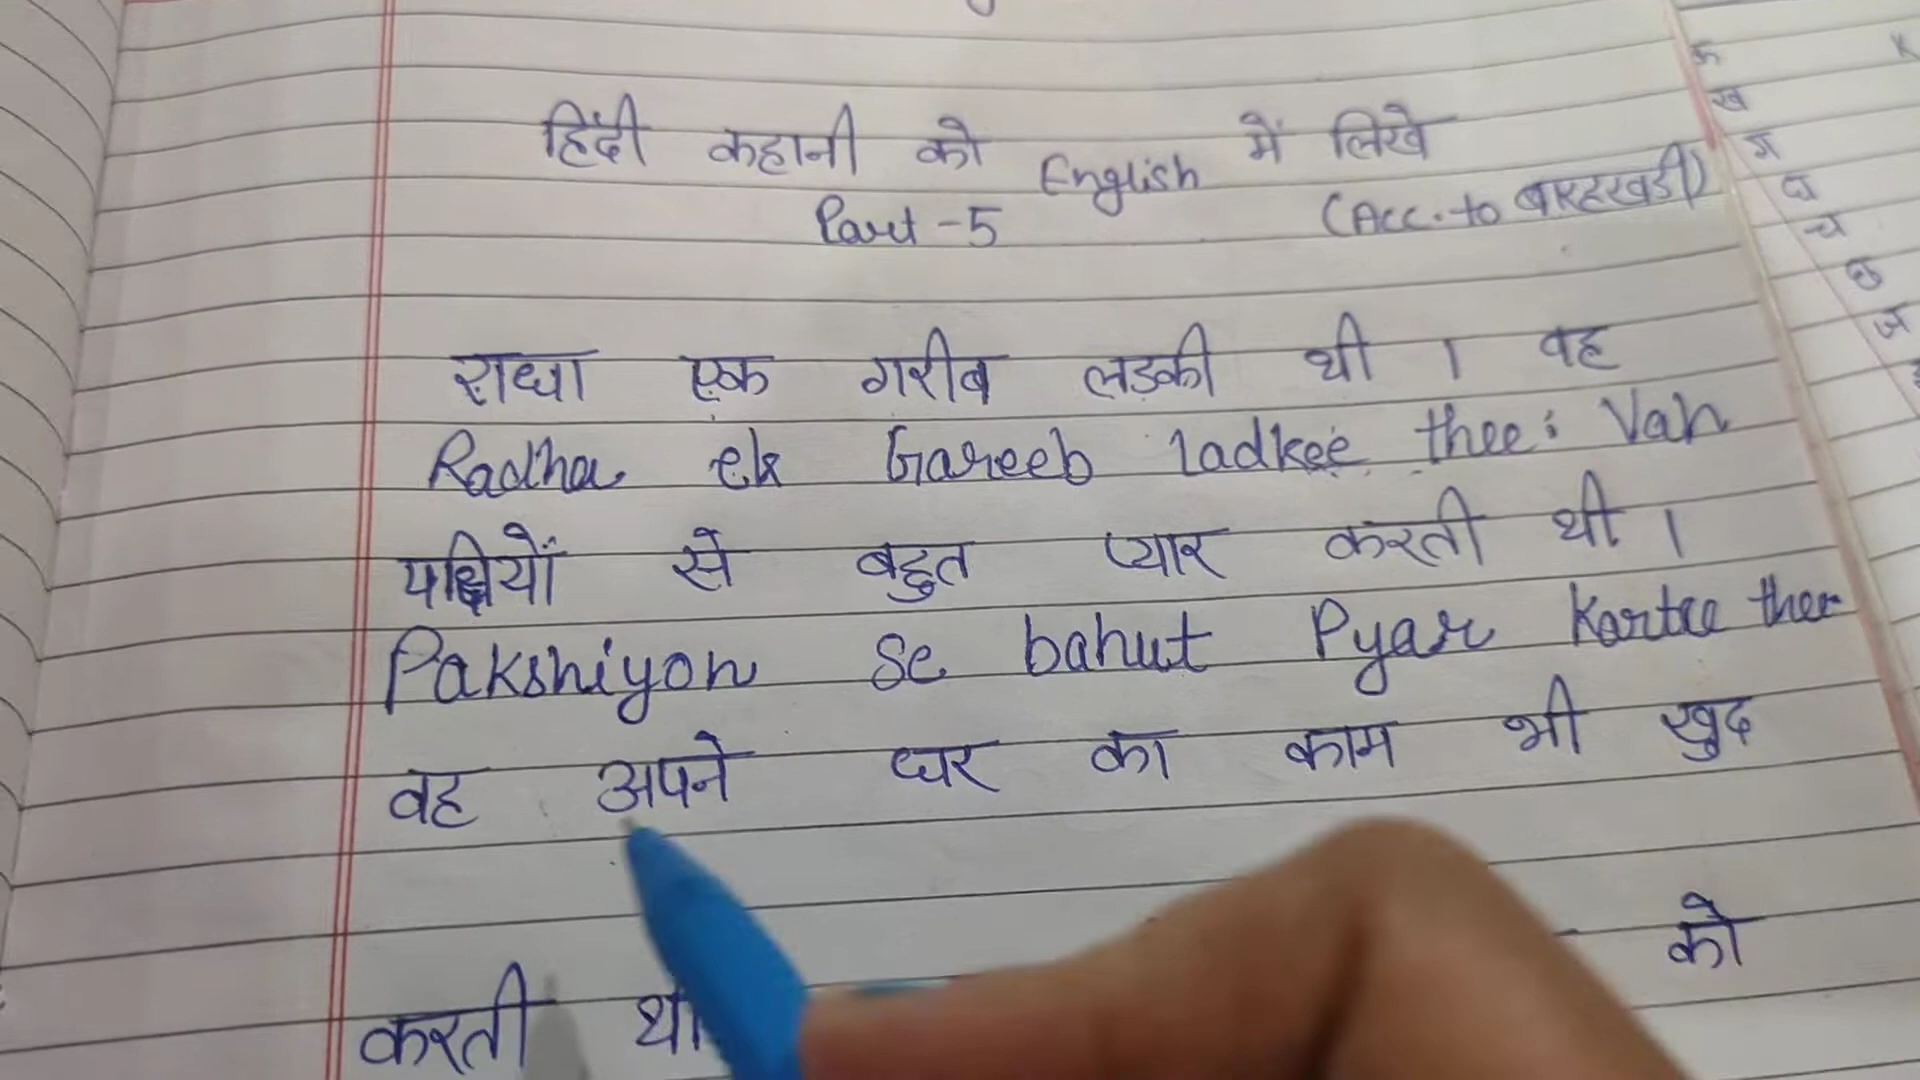 हिंदी कहानी को English में लिखे
Part-5 (Acc. to बारहखडी)
राधा एक गरीब लडकी थी । वह
Radha ek Gareeb ladkee thee: Vah
पक्षियों से बहुत प्यार करती थी ।
Pakshiyon se bahut Pyar Kartee thee
वह अपने घर का काम भी खुद
को
करती थी
क
ख
ग
घ
च
छ
ज
K